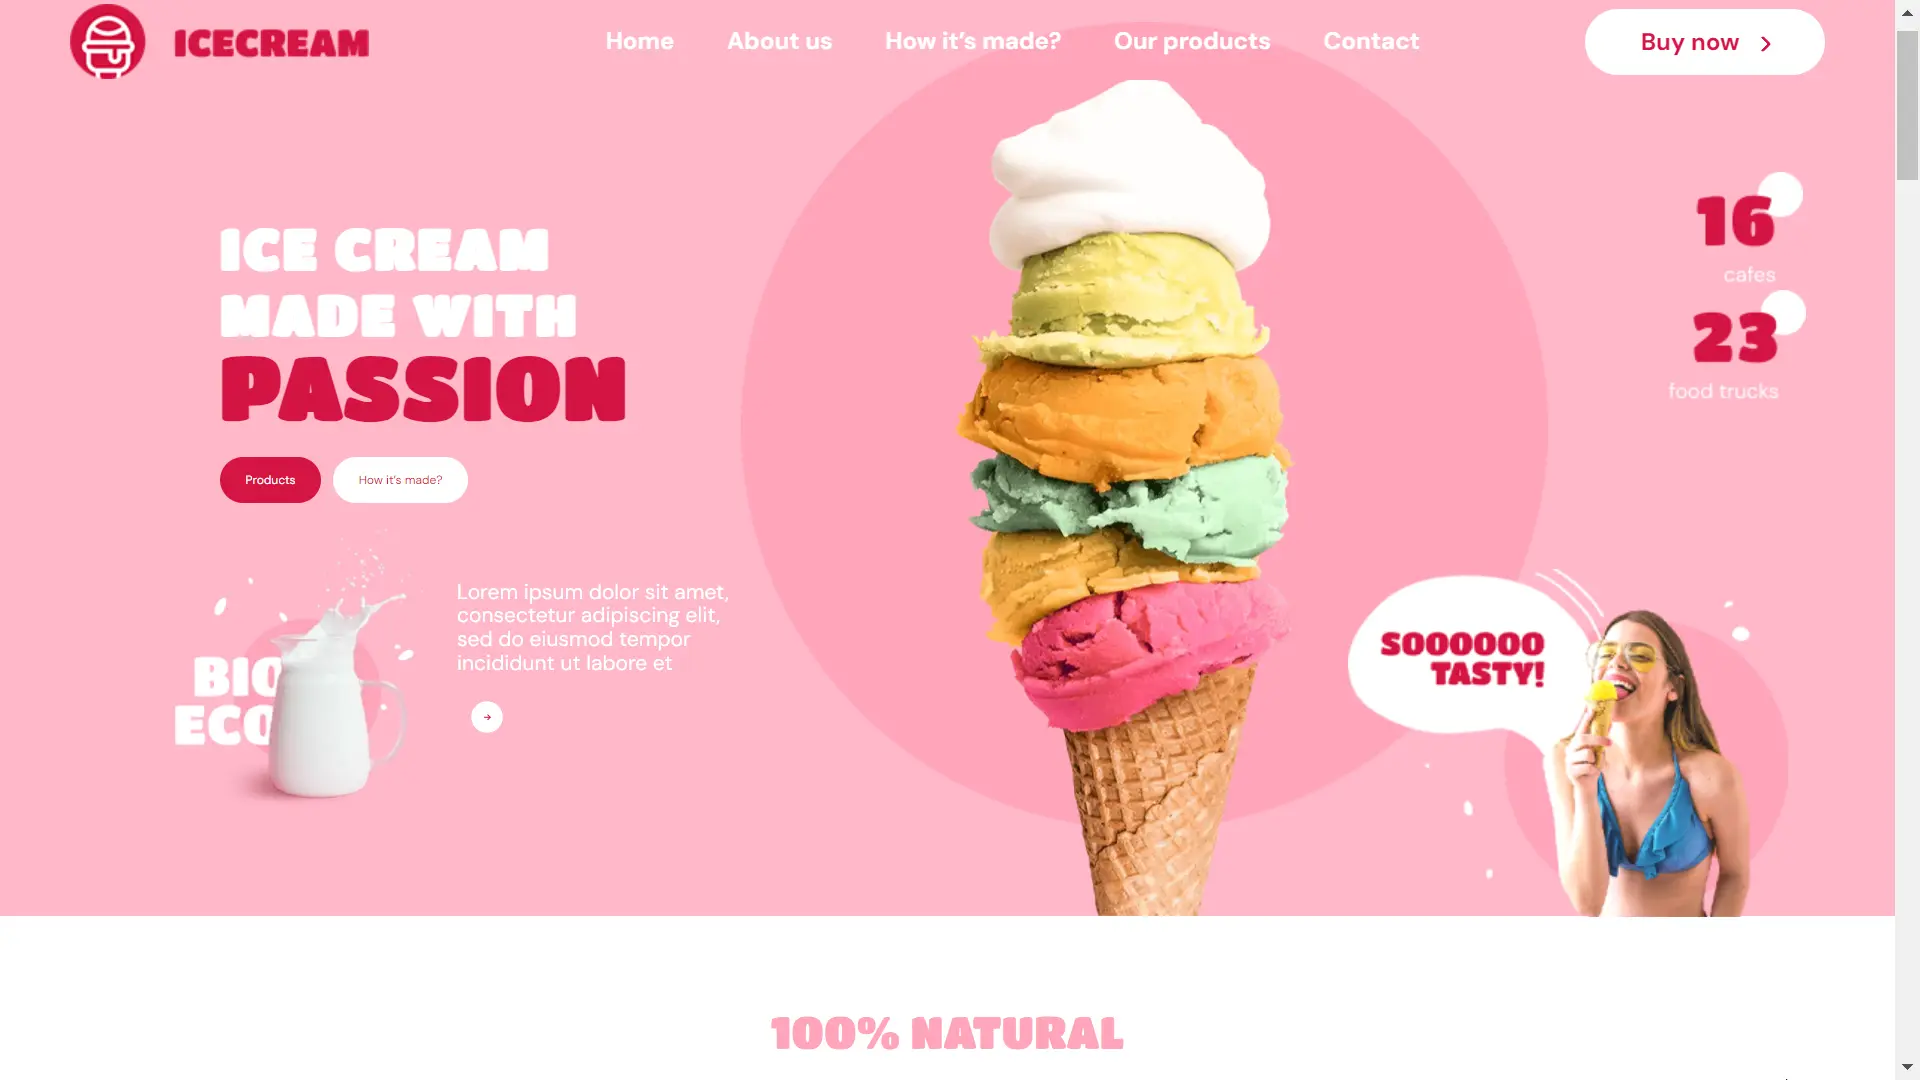 ICECREAM
Home
About us
How it's made?
Our products
Contact
Buy now
ICE CREAM
MADE WITH
PASSION
Products
How it's made?
16
cafes
23
food trucks
BIO
ECO
Lorem ipsum dolor sit amet,
consectetur adipiscing elit,
sed do eiusmod tempor
incididunt ut labore et
SOOOOOO
TASTY!
100% NATURAL